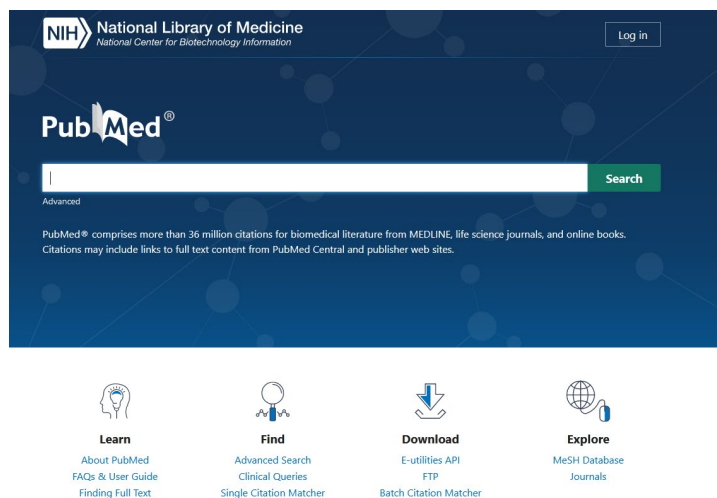 NIH National Library of Medicine
National Center for Biotechnology Information
Log in
PubMed®
Search
Advanced
PubMed® comprises more than 36 million citations for biomedical literature from MEDLINE, life science journals, and online books.
Citations may include links to full text content from PubMed Central and publisher web sites.
Learn
About PubMed
FAQs & User Guide
Finding Full Text
Find
Advanced Search
Clinical Queries
Single Citation Matcher
Download
E-utilities API
FTP
Batch Citation Matcher
Explore
MeSH Database
Journals